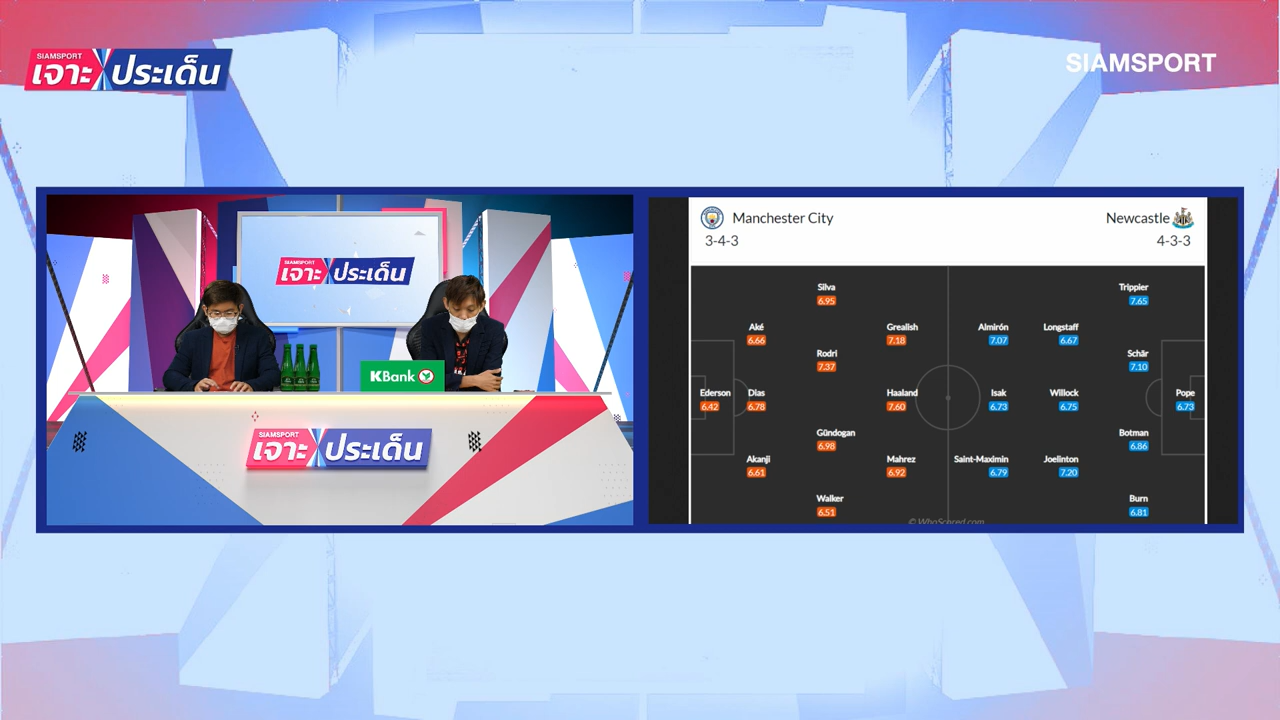 SIAMSPORT
เจาะประเด็น
SIAMSPORT
SIAMSPORT
เจาะประเด็น
KBank
SIAMSPORT
เจาะประเด็น
Manchester City
3-4-3
Newcastle
4-3-3
Silva
6.95
Trippier
7.65
Aké
6.66
Grealish
7.18
Almirón
7.07
Longstaff
6.67
Rodri
7.37
Schär
7.10
Ederson
6.42
Dias
6.78
Haaland
7.60
Isak
6.73
Willock
6.75
Pope
6.73
Gündogan
6.98
Botman
6.86
Akanji
6.61
Mahrez
6.92
Saint-Maximin
6.79
Joelinton
7.20
Walker
6.51
Burn
6.81
© WhoScored.com